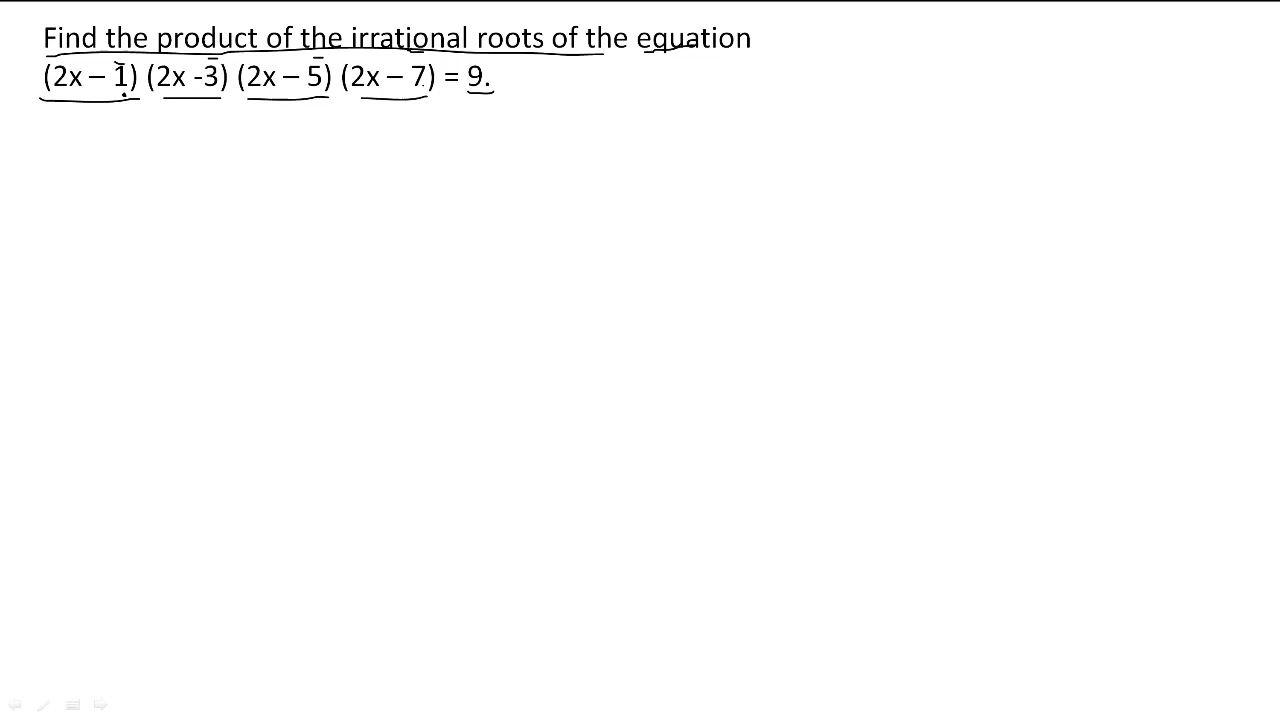 Find the product of the irrational roots of the equation
(2x – 1) (2x -3) (2x – 5) (2x – 7) = 9.